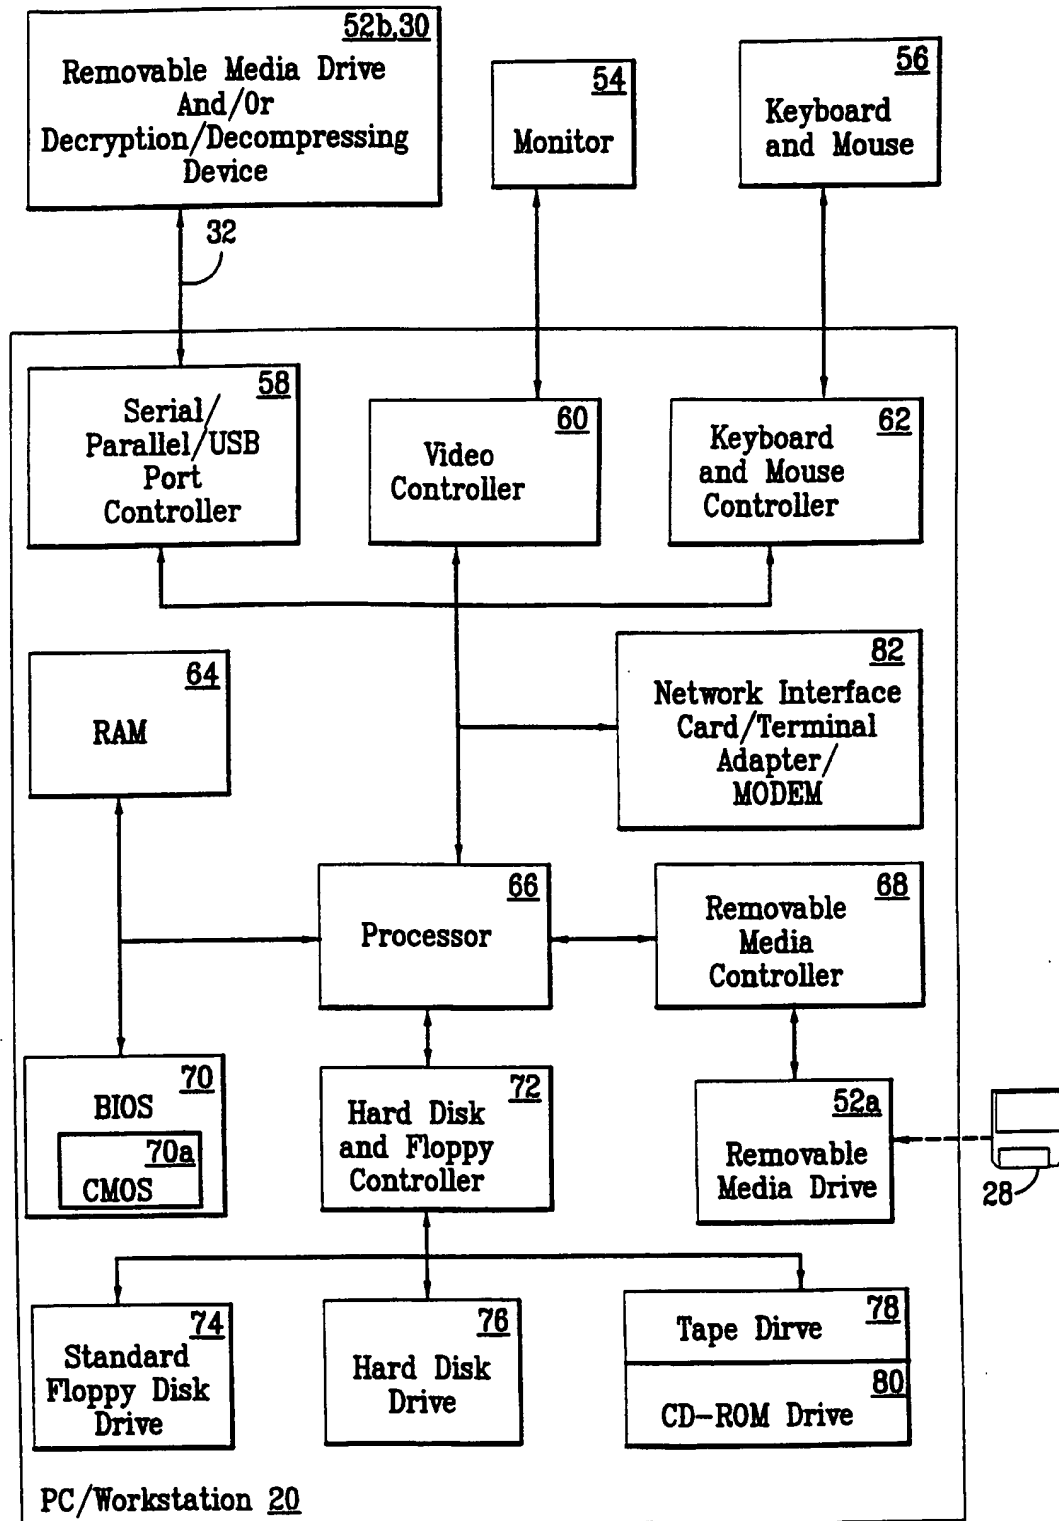 52b,30
Removable Media Drive
And/Or
Decryption/Decompressing
Device
54
Monitor
56
Keyboard
and Mouse
32
58
Serial/
Parallel/USB
Port
Controller
60
Video
Controller
62
Keyboard
and Mouse
Controller
64
RAM
82
Network Interface
Card/Terminal
Adapter/
MODEM
66
Processor
68
Removable
Media
Controller
70
BIOS
70a
CMOS
72
Hard Disk
and Floppy
Controller
52a
Removable
Media Drive
28
74
Standard
Floppy Disk
Drive
76
Hard Disk
Drive
78
Tape Dirve
80
CD-ROM Drive
PC/Workstation 20